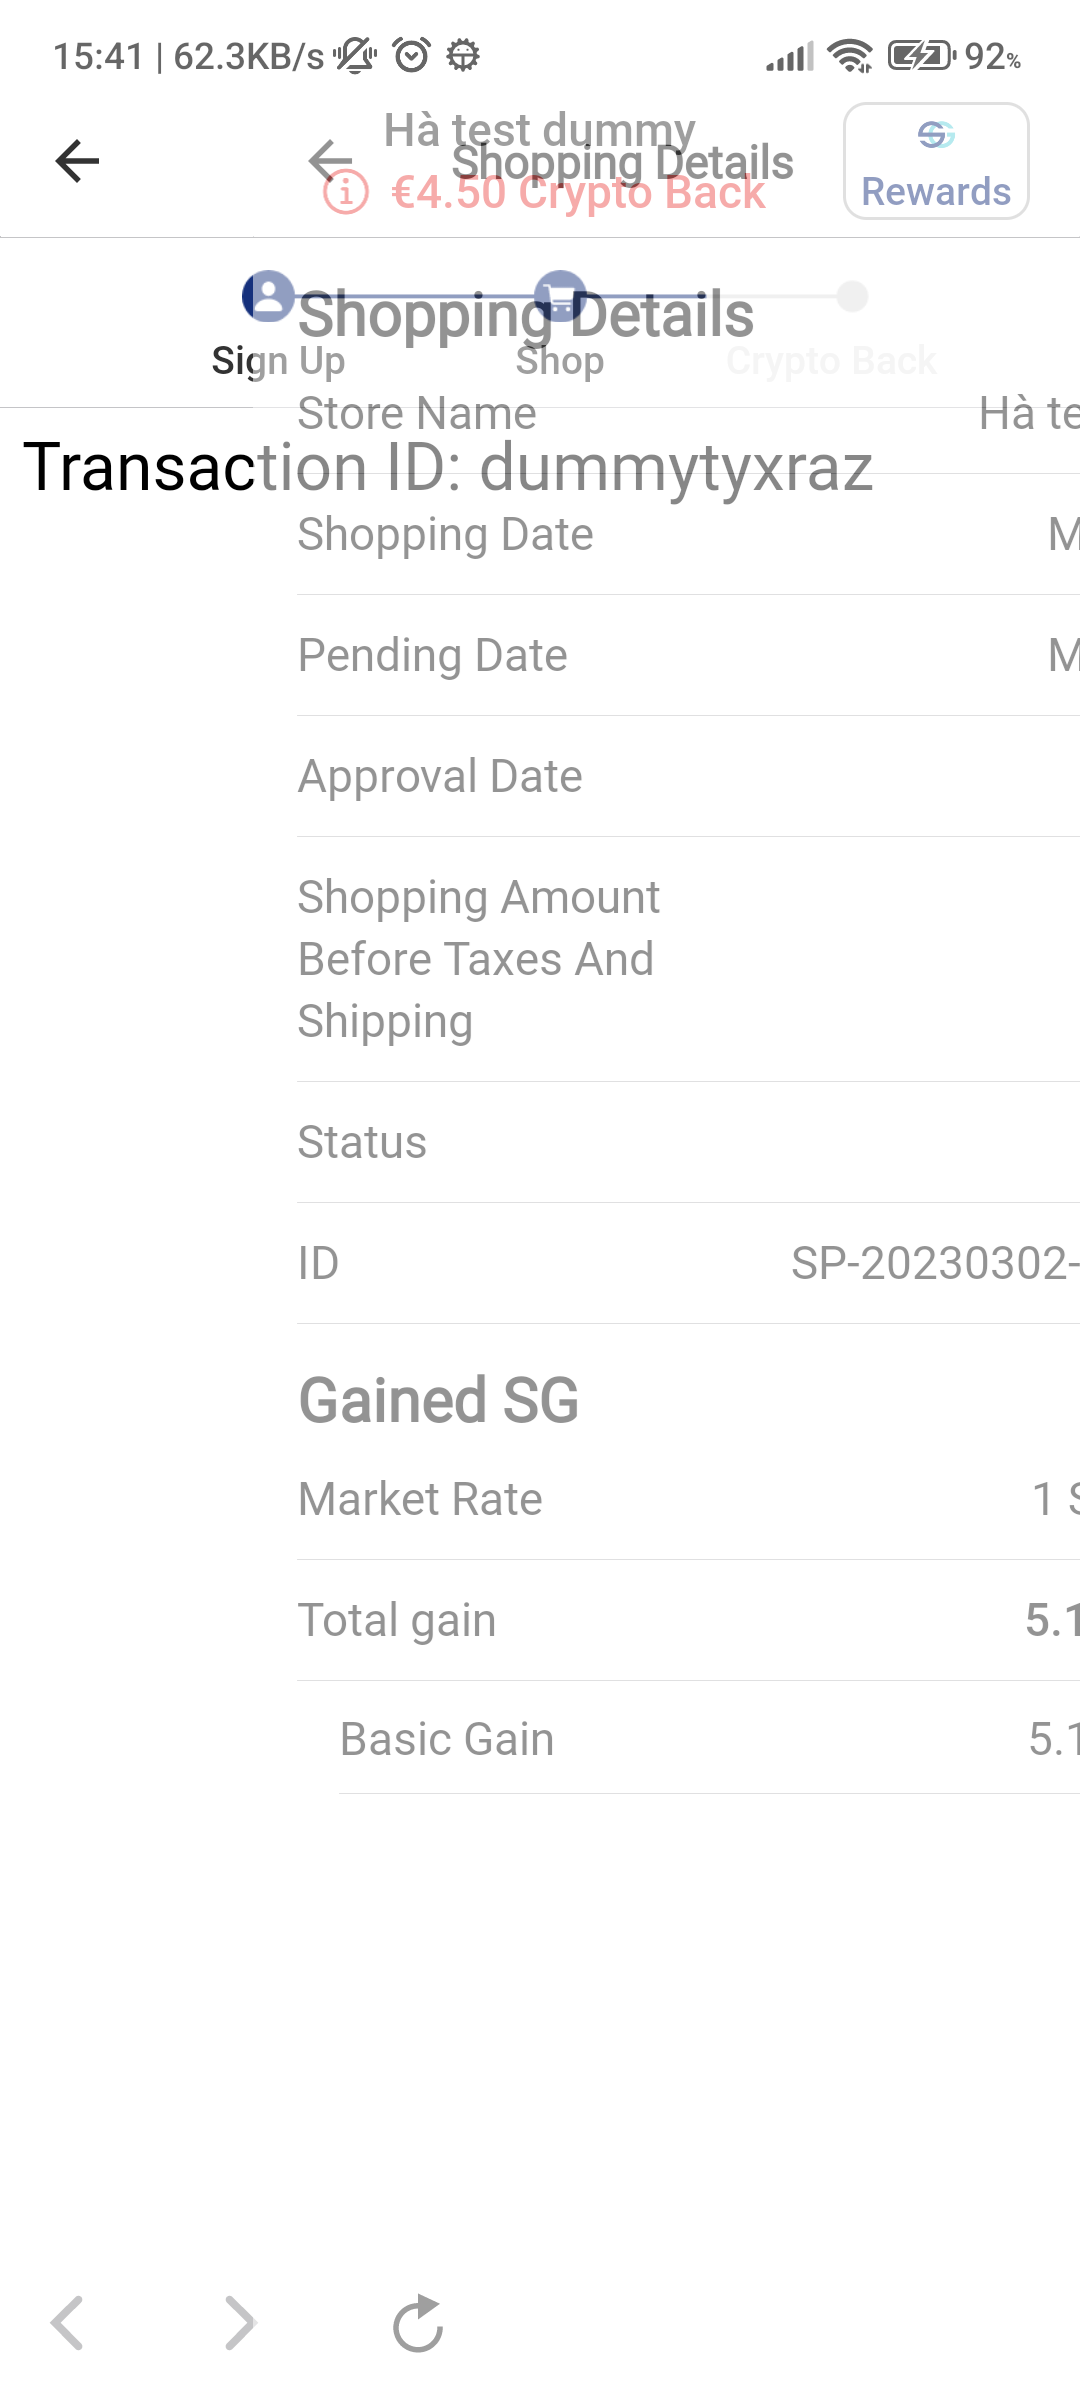 15:41 | 62.3KB/s
92%
Hà test dummy
Shopping Details
€4.50 Crypto Back
Rewards
Shopping Details
Sign Up
Shop
Crypto Back
Store Name
Hà te
Transaction ID: dummytyxraz
Shopping Date
M
Pending Date
M
Approval Date
Shopping Amount
Before Taxes And
Shipping
Status
ID
SP-20230302-
Gained SG
Market Rate
1 S
Total gain
5.1
Basic Gain
5.1